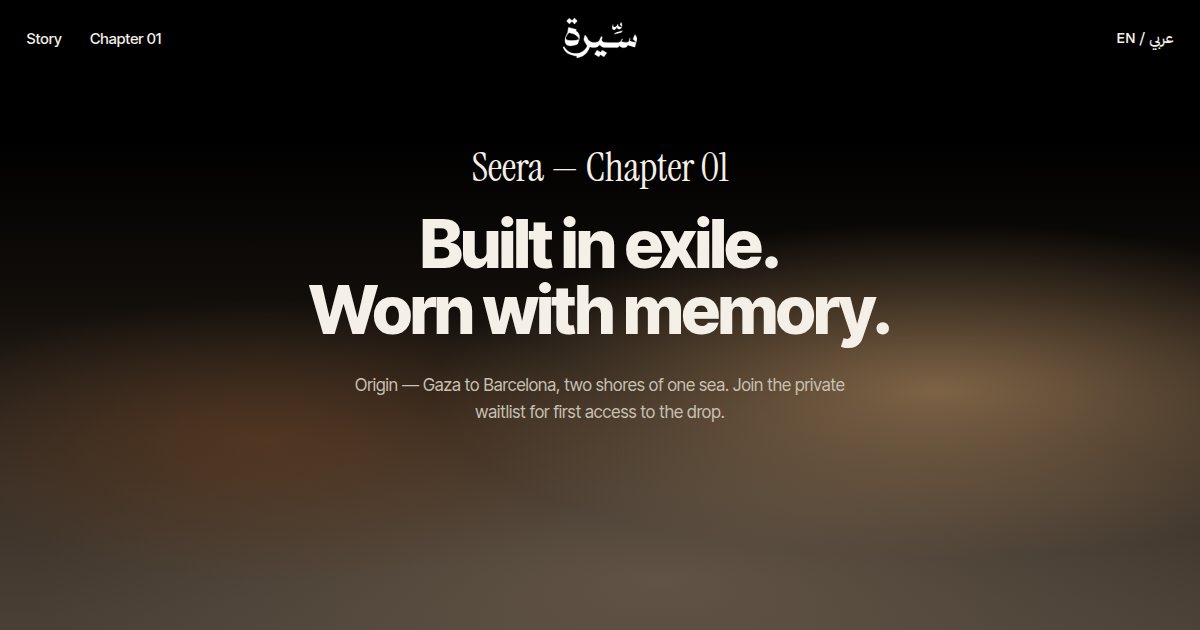 Story
Chapter 01
سِّيرة
EN / عربي
Seera — Chapter 01
Built in exile.
Worn with memory.
Origin — Gaza to Barcelona, two shores of one sea. Join the private
waitlist for first access to the drop.